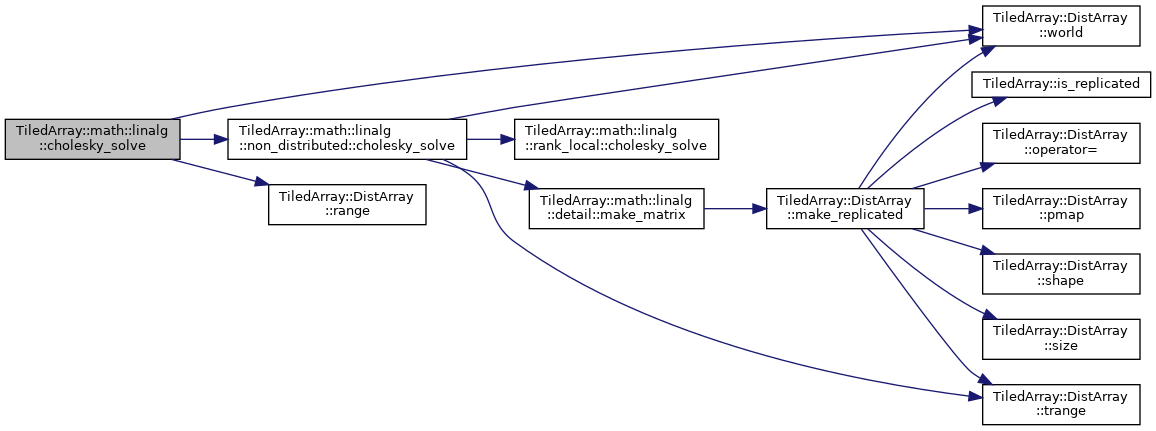 TiledArray::math::linalg
::cholesky_solve
TiledArray::math::linalg
::non_distributed::cholesky_solve
TiledArray::DistArray
::range
TiledArray::math::linalg
::rank_local::cholesky_solve
TiledArray::math::linalg
::detail::make_matrix
TiledArray::DistArray
::make_replicated
TiledArray::DistArray
::world
TiledArray::is_replicated
TiledArray::DistArray
::operator=
TiledArray::DistArray
::pmap
TiledArray::DistArray
::shape
TiledArray::DistArray
::size
TiledArray::DistArray
::trange